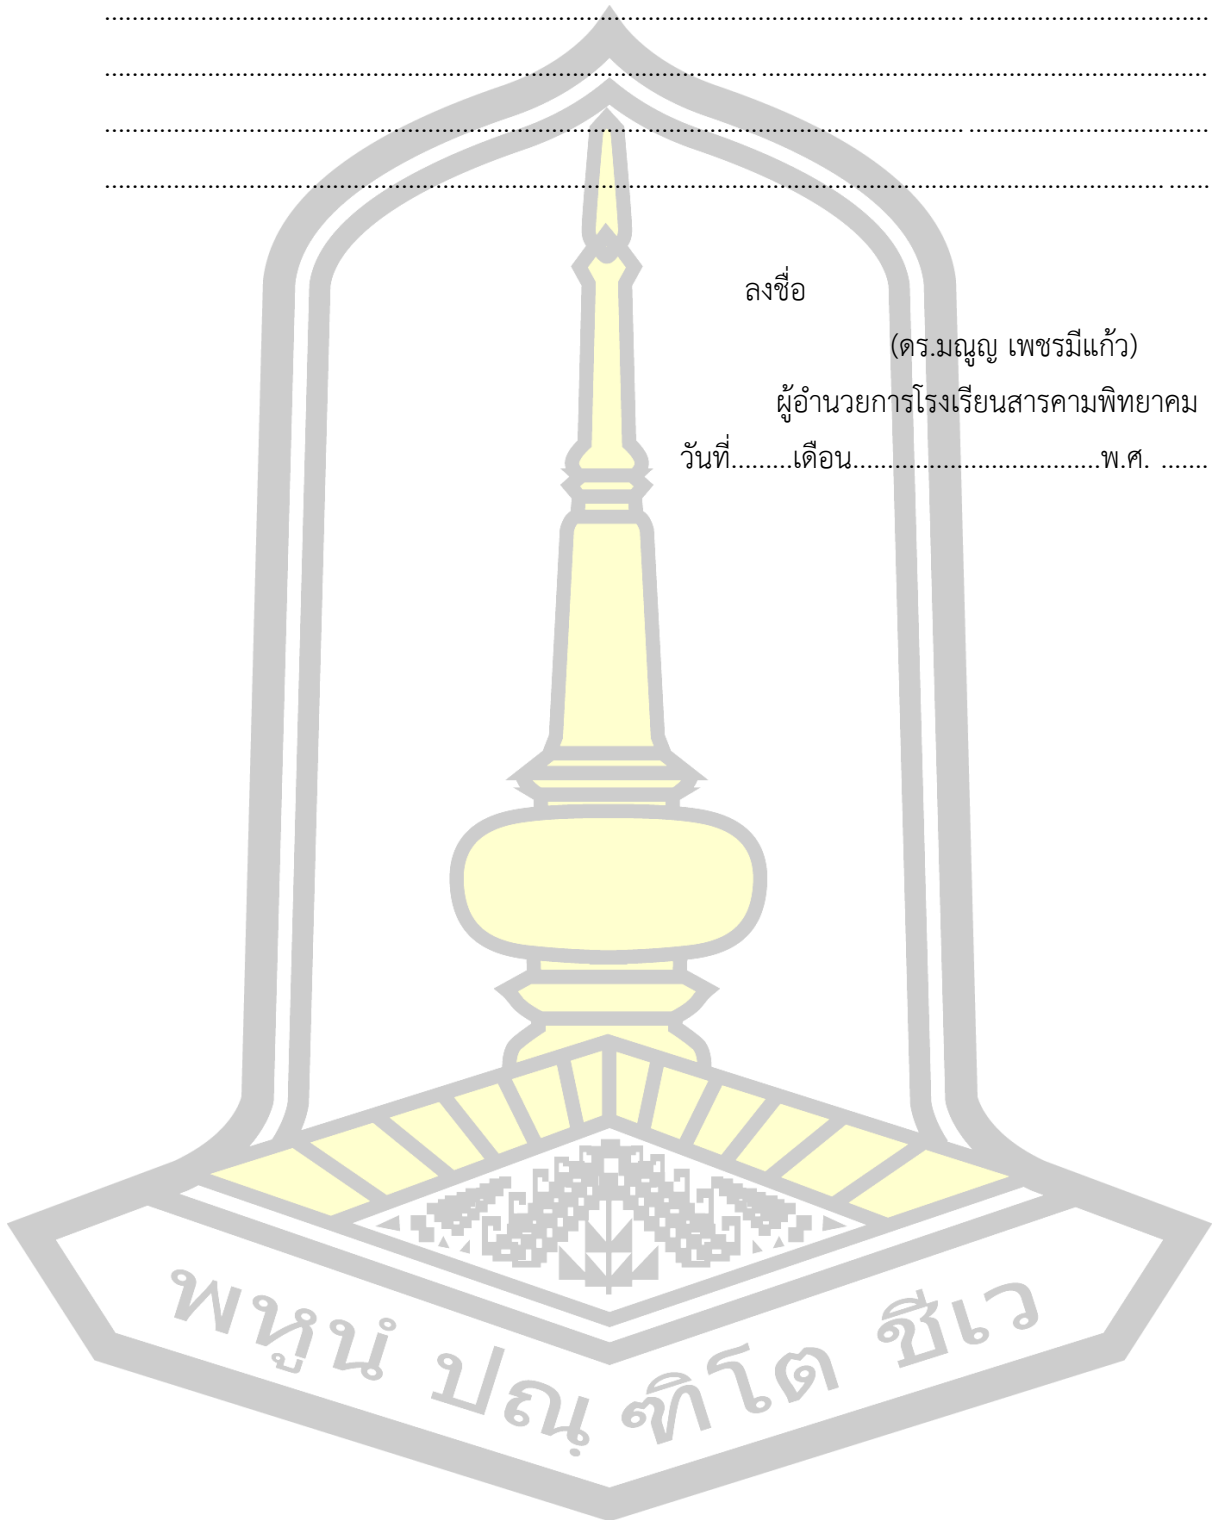 ........................................................................................................................ ..................................
........................................................................................... ..............................................................
........................................................................................................................ ..................................
.................................................................................................................................................... ......
ลงชื่อ
(ดร.มณูญ เพชรมีแก้ว)
ผู้อำนวยการโรงเรียนสารคามพิทยาคม
วันที่.........เดือน....................................พ.ศ. .......
พหูนํ ปณฺฑิโต ชีเว